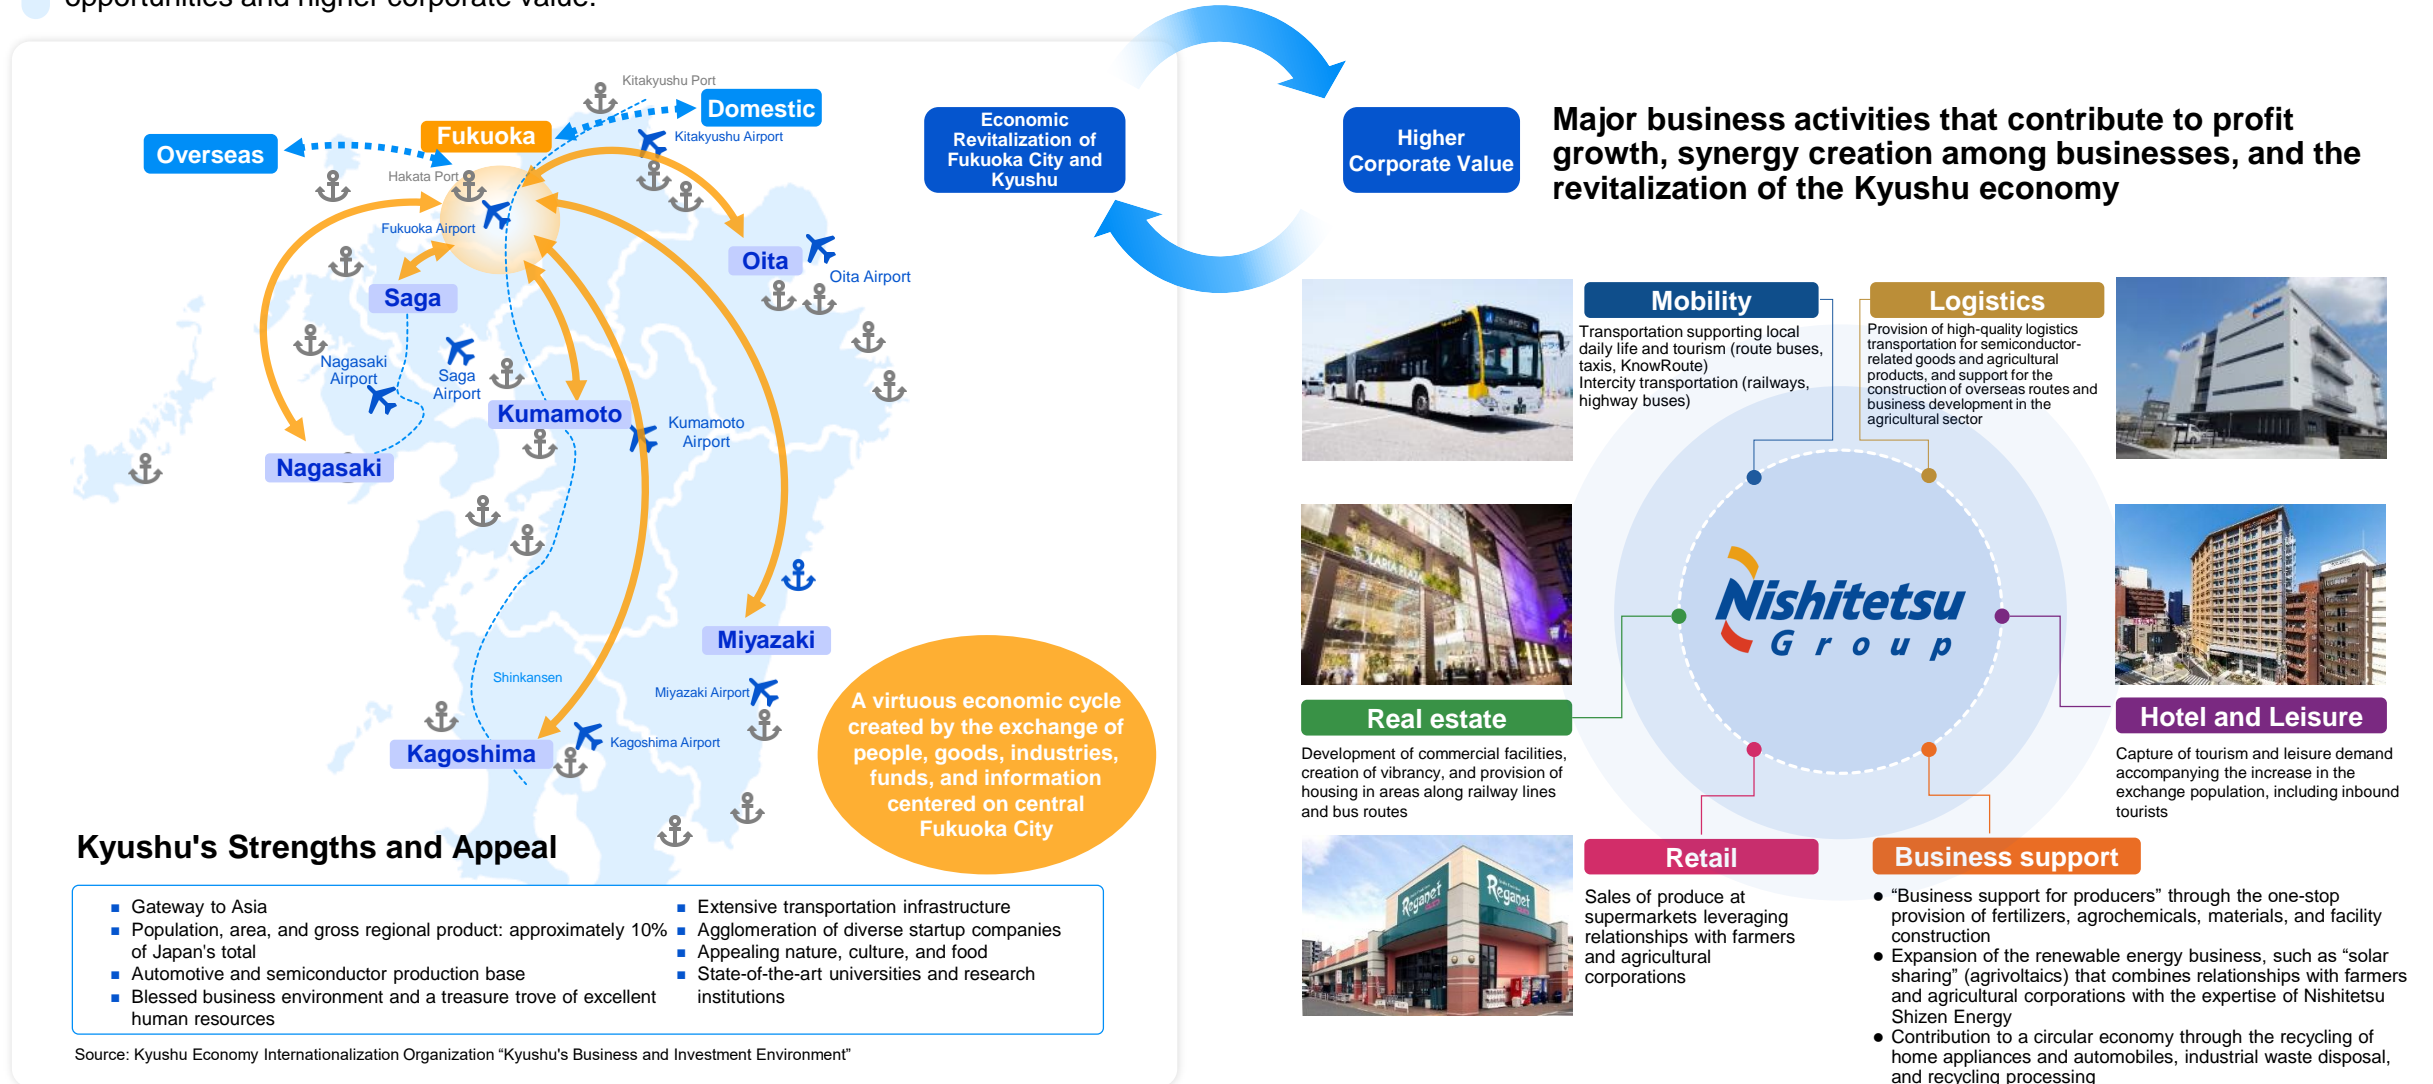 opportunities and higher corporate value.
Kitakyushu Port
Domestic
Fukuoka
Kitakyushu Airport
Overseas
Hakata Port
Fukuoka Airport
Oita
Oita Airport
Saga
Nagasaki
Airport
Saga
Airport
Kumamoto
Kumamoto
Airport
Nagasaki
Miyazaki
Shinkansen
Miyazaki Airport
Kagoshima
Kagoshima Airport
A virtuous economic cycle
created by the exchange of
people, goods, industries,
funds, and information
centered on central
Fukuoka City
Kyushu's Strengths and Appeal
■ Gateway to Asia
■ Population, area, and gross regional product: approximately 10%
of Japan's total
■ Automotive and semiconductor production base
■ Blessed business environment and a treasure trove of excellent
human resources
■ Extensive transportation infrastructure
■ Agglomeration of diverse startup companies
■ Appealing nature, culture, and food
■ State-of-the-art universities and research
institutions
Source: Kyushu Economy Internationalization Organization “Kyushu's Business and Investment Environment”
Economic
Revitalization of
Fukuoka City and
Kyushu
Higher
Corporate Value
Major business activities that contribute to profit
growth, synergy creation among businesses, and the
revitalization of the Kyushu economy
Mobility
Transportation supporting local
daily life and tourism (route buses,
taxis, KnowRoute)
Intercity transportation (railways,
highway buses)
Logistics
Provision of high-quality logistics
transportation for semiconductor-
related goods and agricultural
products, and support for the
construction of overseas routes and
business development in the
agricultural sector
Nishitetsu
Group
LARIA PLAZA
Real estate
Development of commercial facilities,
creation of vibrancy, and provision of
housing in areas along railway lines
and bus routes
Hotel and Leisure
Capture of tourism and leisure demand
accompanying the increase in the
exchange population, including inbound
tourists
Reganet
Reganet
Retail
Sales of produce at
supermarkets leveraging
relationships with farmers
and agricultural
corporations
Business support
● “Business support for producers” through the one-stop
provision of fertilizers, agrochemicals, materials, and facility
construction
● Expansion of the renewable energy business, such as “solar
sharing” (agrivoltaics) that combines relationships with farmers
and agricultural corporations with the expertise of Nishitetsu
Shizen Energy
● Contribution to a circular economy through the recycling of
home appliances and automobiles, industrial waste disposal,
and recycling processing